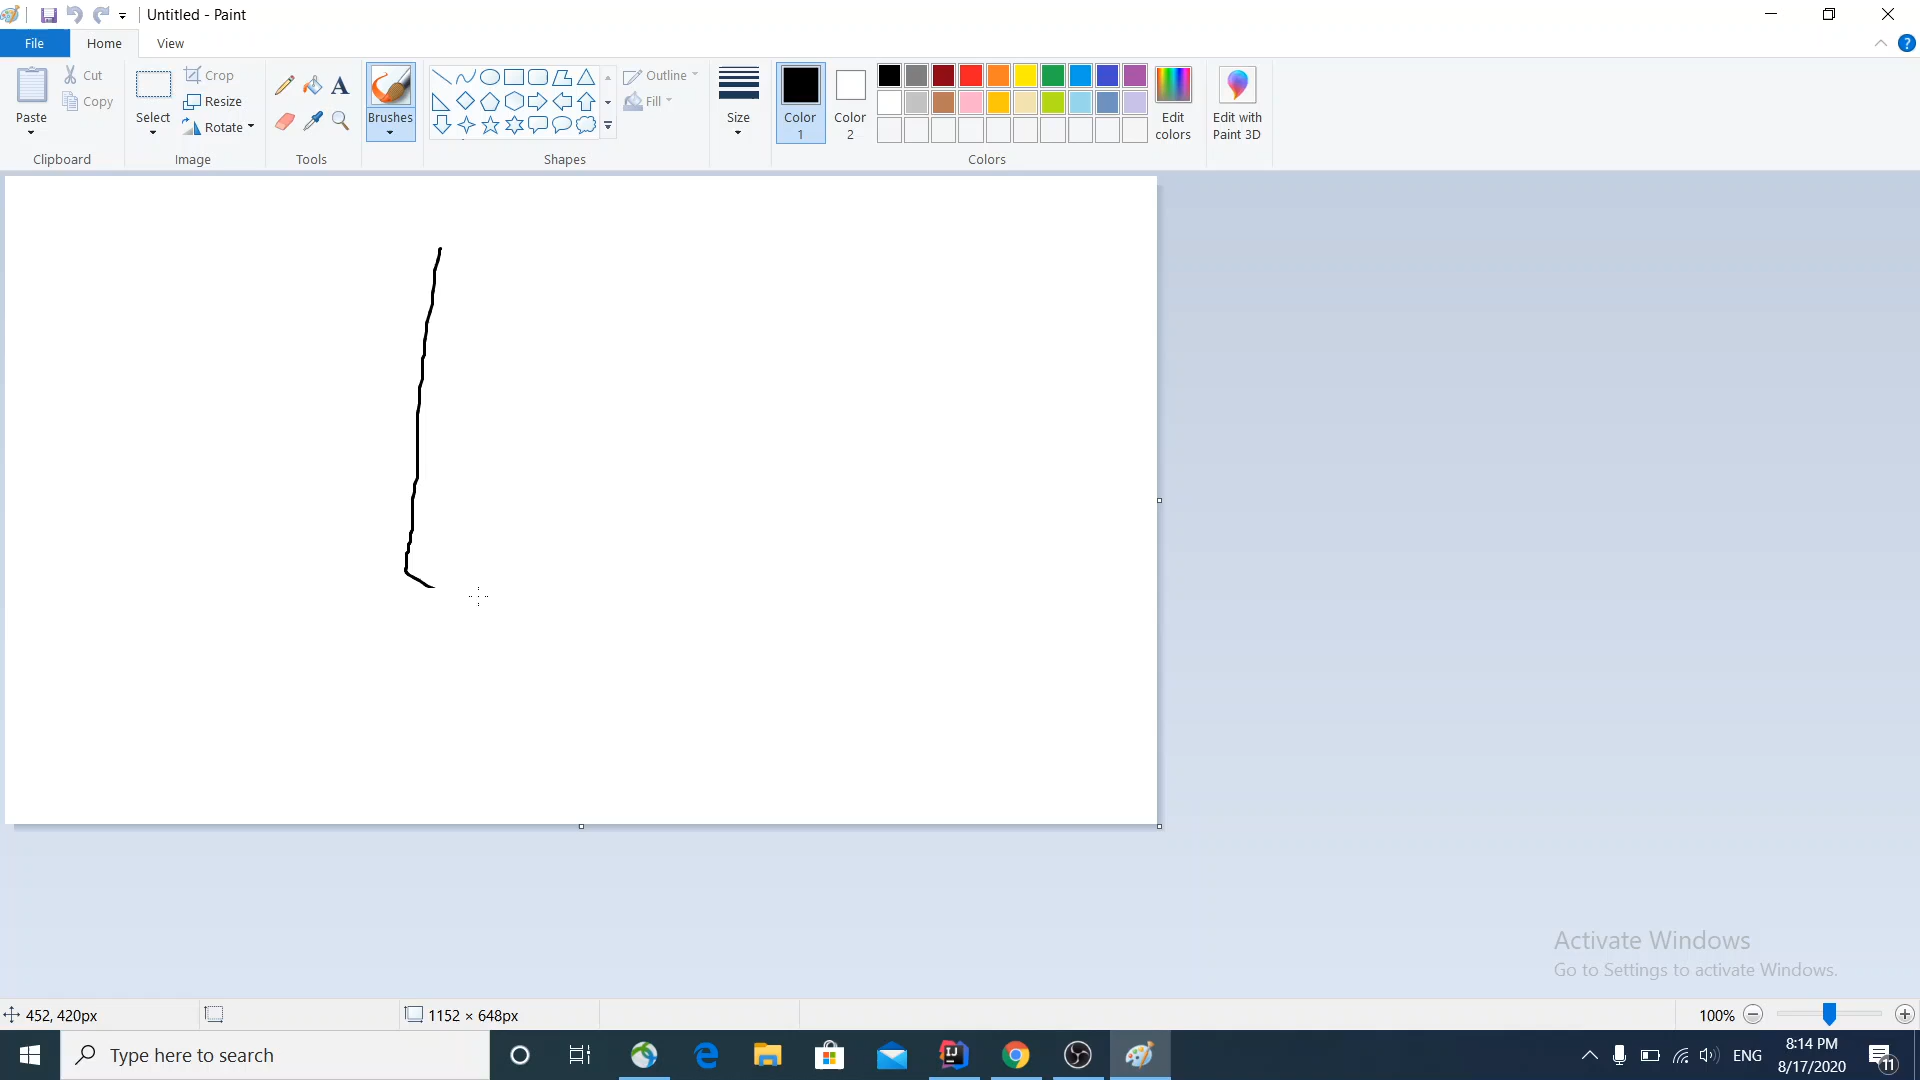 Untitled - Paint
File Home View
Paste
Cut
Copy
Clipboard
Select
Crop
Resize
Rotate
Image
A
Tools
Brushes
Outline
Fill
Shapes
Size
Color 1
Color 2
Edit colors
Colors
Edit with Paint 3D
?
Activate Windows
Go to Settings to activate Windows.
452, 420px
1152 × 648px
100%
Type here to search
ENG
8:14 PM
8/17/2020
11